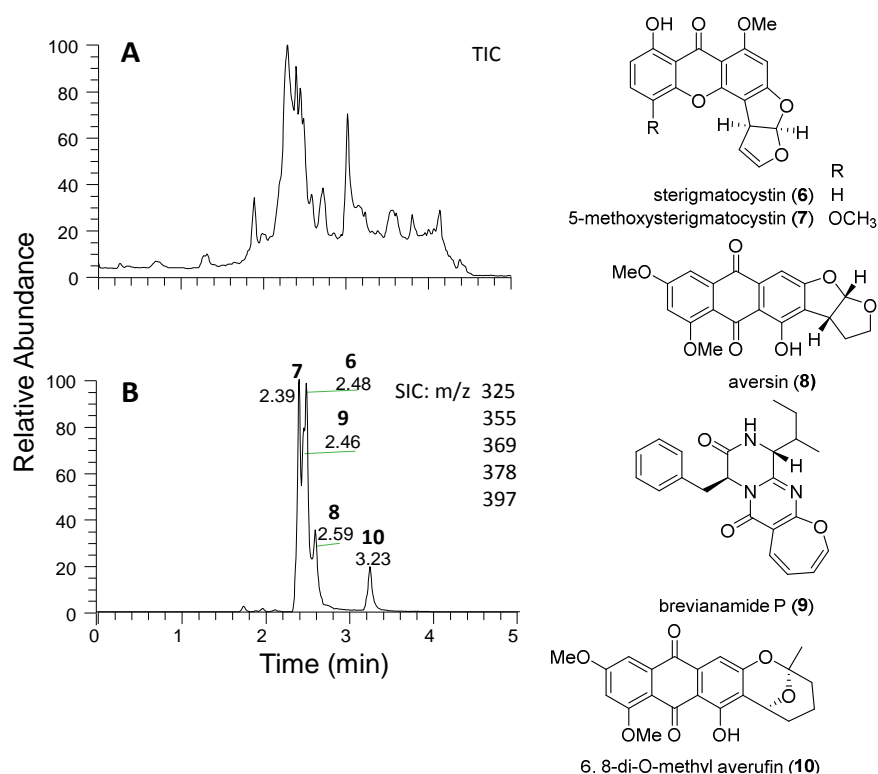 A
TIC
100
80
60
40
20
0
Relative Abundance
B
7
6
2.39
2.48
9
2.46
8
2.59
10
3.23
SIC: m/z 325
355
369
378
397
100
80
60
40
20
0
0 1 2 3 4 5
Time (min)
OH O OMe
O
O
R
H
H
O
R
sterigmatocystin (6) H
5-methoxysterigmatocystin (7) OCH3
O
MeO
O
H
O
H
OMe O OH
aversin (8)
H
N
O
H
N
N
O
O
brevianamide P (9)
O
MeO
O
O
OMe O OH
6, 8-di-O-methyl averufin (10)